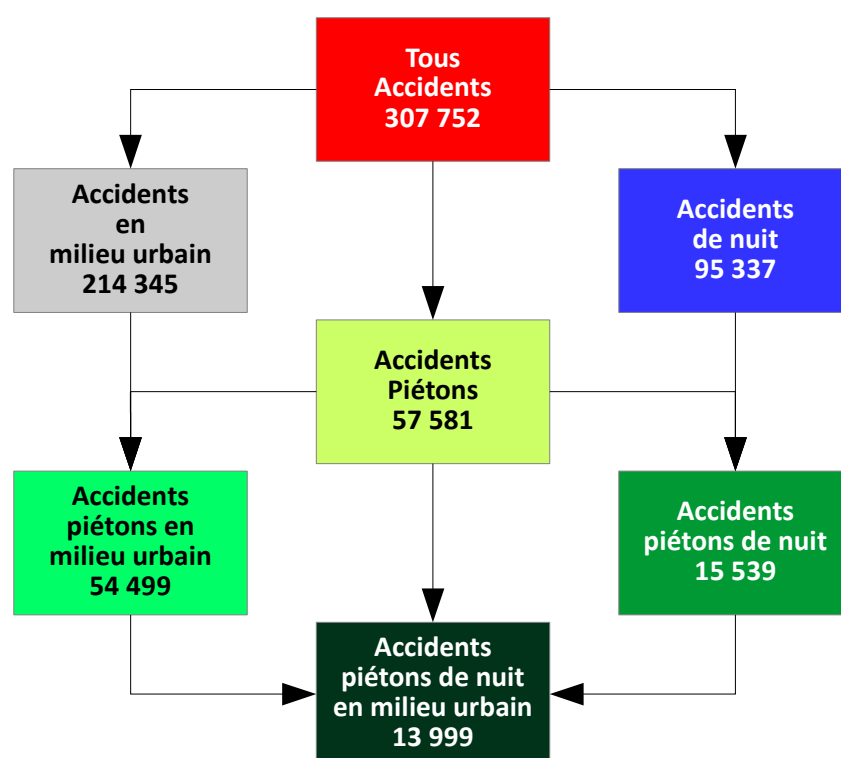 Tous
Accidents
307 752
Accidents
en
milieu urbain
214 345
Accidents
de nuit
95 337
Accidents
Piétons
57 581
Accidents
piétons en
milieu urbain
54 499
Accidents
piétons de nuit
15 539
Accidents
piétons de nuit
en milieu urbain
13 999